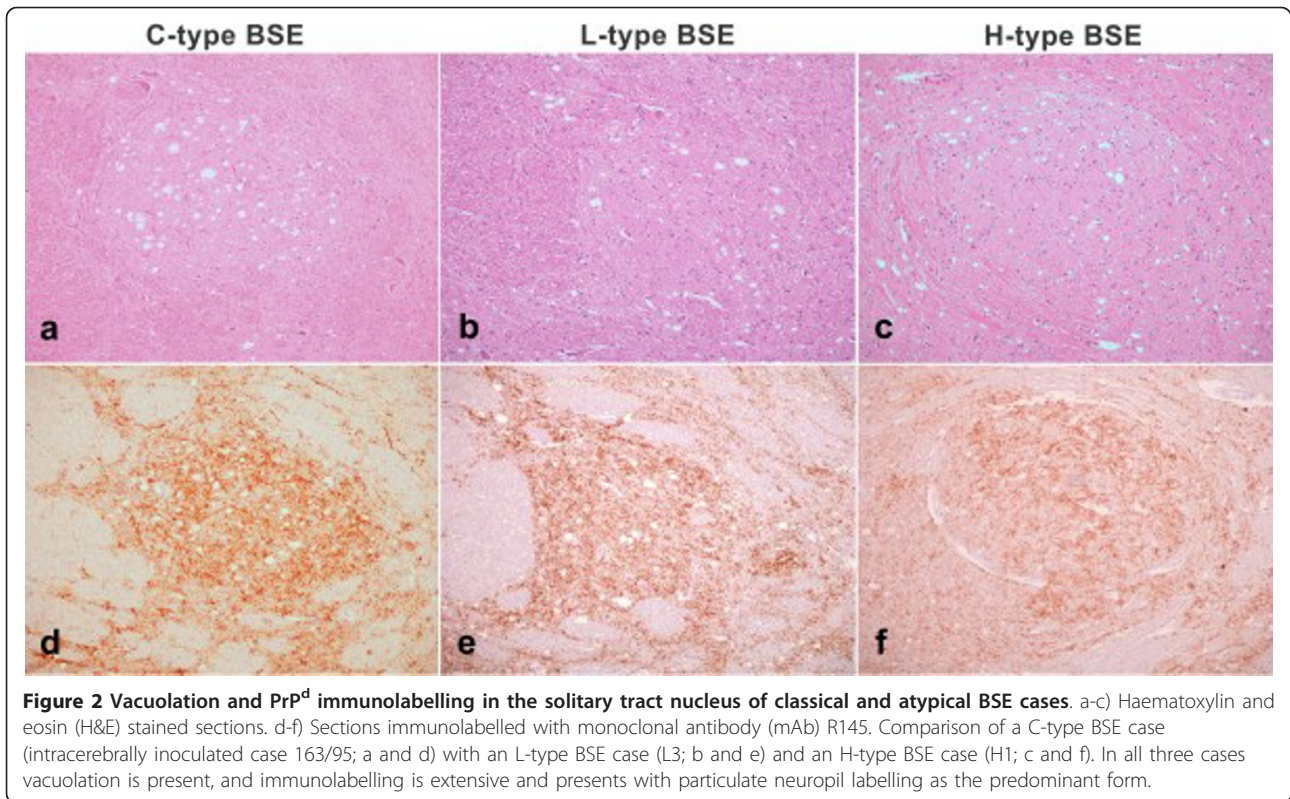 C-type BSE
L-type BSE
H-type BSE
a
b
c
d
e
f
Figure 2 Vacuolation and PrPd immunolabelling in the solitary tract nucleus of classical and atypical BSE cases. a-c) Haematoxylin and
eosin (H&E) stained sections. d-f) Sections immunolabelled with monoclonal antibody (mAb) R145. Comparison of a C-type BSE case
(intracerebrally inoculated case 163/95; a and d) with an L-type BSE case (L3; b and e) and an H-type BSE case (H1; c and f). In all three cases
vacuolation is present, and immunolabelling is extensive and presents with particulate neuropil labelling as the predominant form.